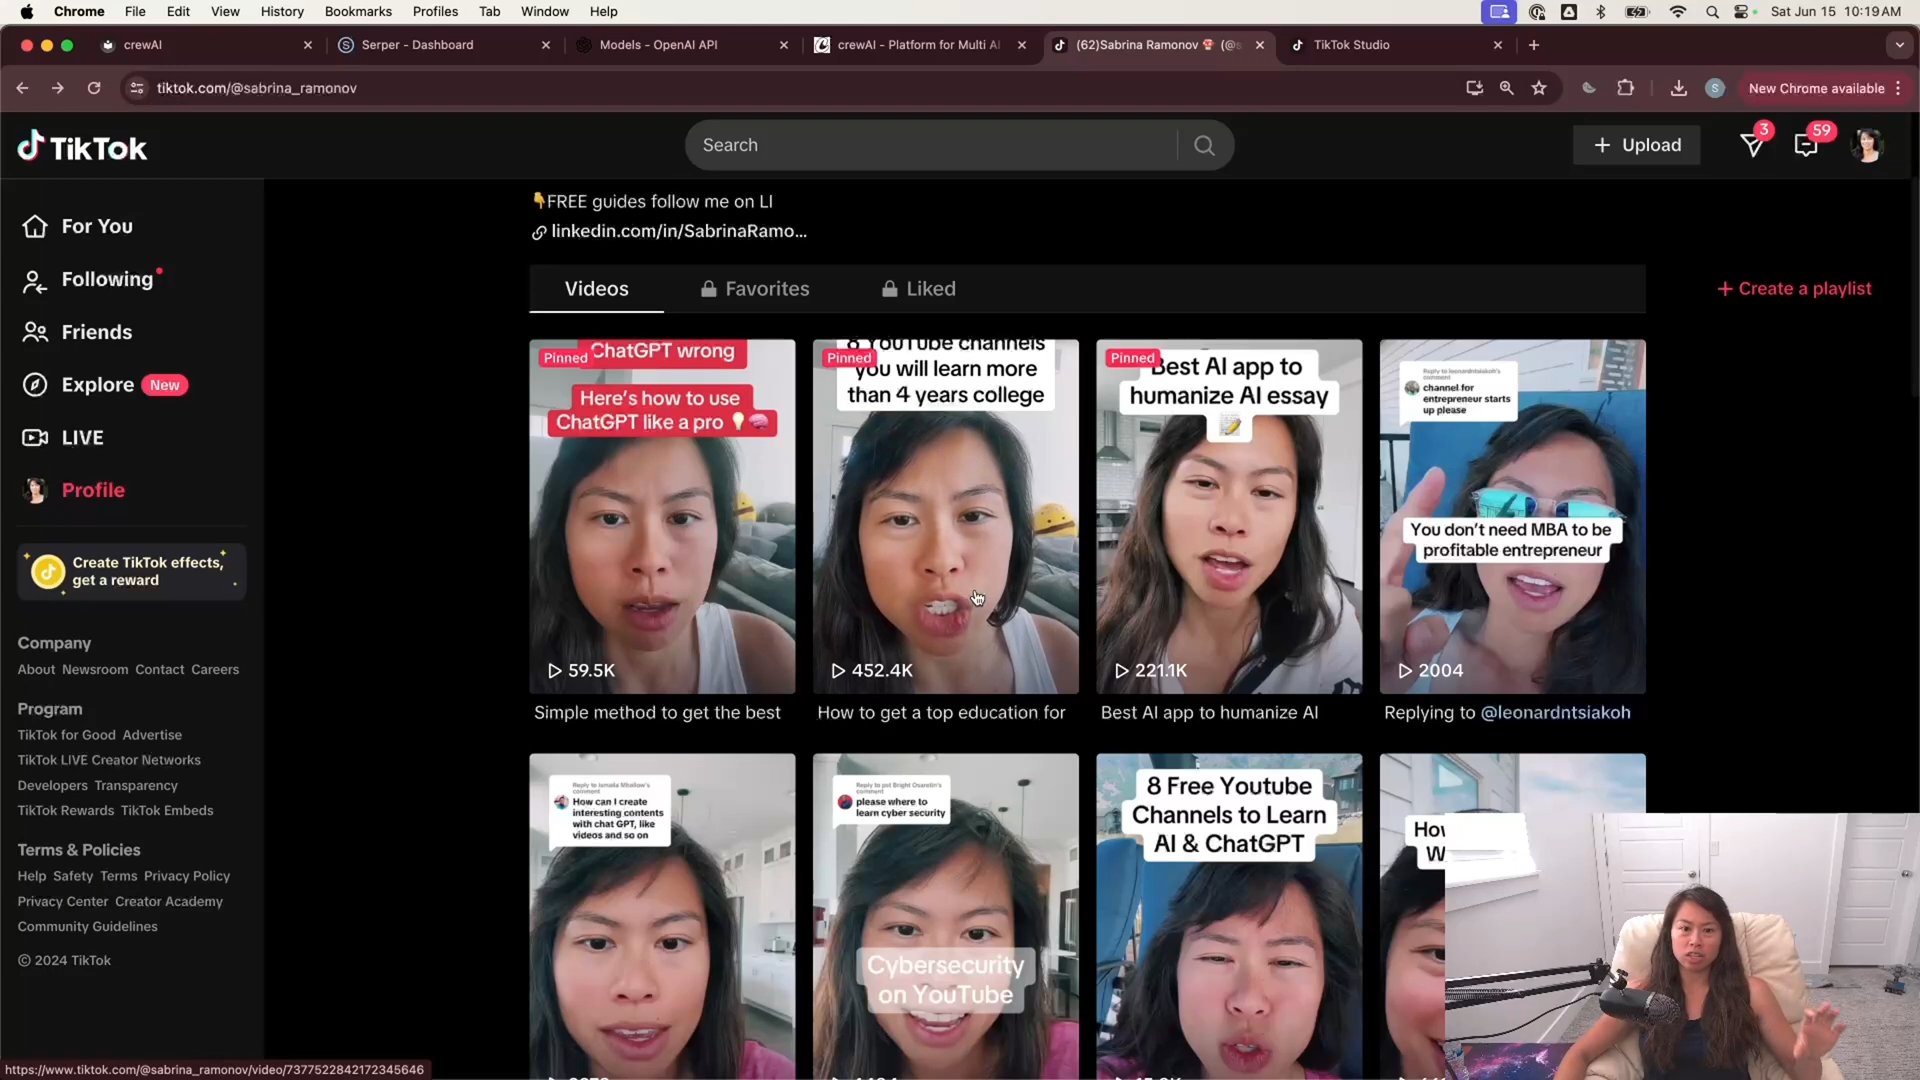 Chrome File Edit View History Bookmarks Profiles Tab Window Help
Sat Jun 15 10:19 AM
crewAI
Serper - Dashboard
Models - OpenAI API
crewAI - Platform for Multi AI
(62)Sabrina Ramonov (@s
TikTok Studio
tiktok.com/@sabrina_ramonov
New Chrome available
TikTok
Search
Upload
3
59
For You
Following
Friends
Explore New
LIVE
Profile
Create TikTok effects,
get a reward
Company
About Newsroom Contact Careers
Program
TikTok for Good Advertise
TikTok LIVE Creator Networks
Developers Transparency
TikTok Rewards TikTok Embeds
Terms & Policies
Help Safety Terms Privacy Policy
Privacy Center Creator Academy
Community Guidelines
© 2024 TikTok
👇FREE guides follow me on LI
linkedin.com/in/SabrinaRamo...
Videos
Favorites
Liked
+ Create a playlist
Pinned
ChatGPT wrong
Here's how to use
ChatGPT like a pro 💡🧠
59.5K
Simple method to get the best
Pinned
8 YouTube channels
you will learn more
than 4 years college
452.4K
How to get a top education for
Pinned
Best AI app to
humanize AI essay
📝
221.1K
Best AI app to humanize AI
Reply to leonardntsiakoh's
comment
channel for
entrepreneur starts
up please
You don't need MBA to be
profitable entrepreneur
2004
Replying to @leonardntsiakoh
comment
How can I create
interesting contents
with chat GPT, like
videos and so on
comment
please where to
learn cyber security
Cybersecurity
on YouTube
8 Free Youtube
Channels to Learn
AI & ChatGPT
https://www.tiktok.com/@sabrina_ramonov/video/7377522842172345646